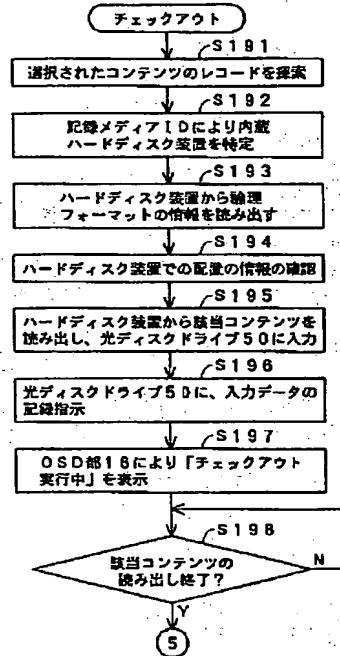 チェックアウト
S191
選択されたコンテンツのレコードを探索
S192
記録メディアIDにより内蔵
ハードディスク装置を特定
S193
ハードディスク装置から論理
フォーマットの情報を読み出す
S194
ハードディスク装置での配置の情報の確認
S195
ハードディスク装置から該当コンテンツを
読み出し、光ディスクドライブ50に入力
S196
光ディスクドライブ50に、入力データの
記録指示
S197
OSD部16により「チェックアウト
実行中」を表示
S198
該当コンテンツの
読み出し終了?
N
Y
5